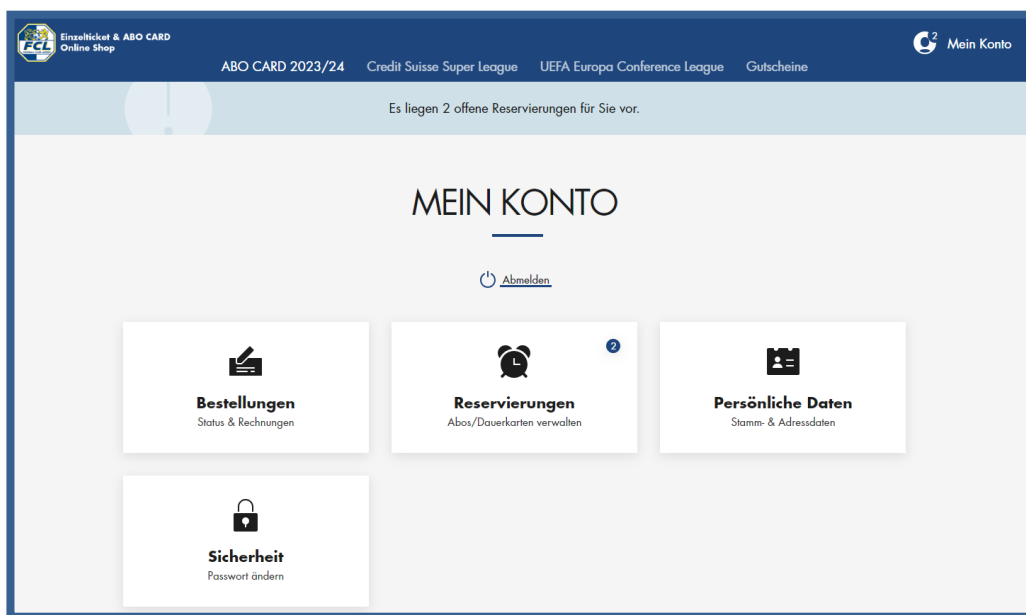 FCL
Einzelticket & ABO CARD
Online Shop
2
Mein Konto
ABO CARD 2023/24 Credit Suisse Super League UEFA Europa Conference League Gutscheine
Es liegen 2 offene Reservierungen für Sie vor.
MEIN KONTO
Abmelden
2
Bestellungen
Status & Rechnungen
Reservierungen
Abos/Dauerkarten verwalten
Persönliche Daten
Stamm- & Adressdaten
Sicherheit
Passwort ändern